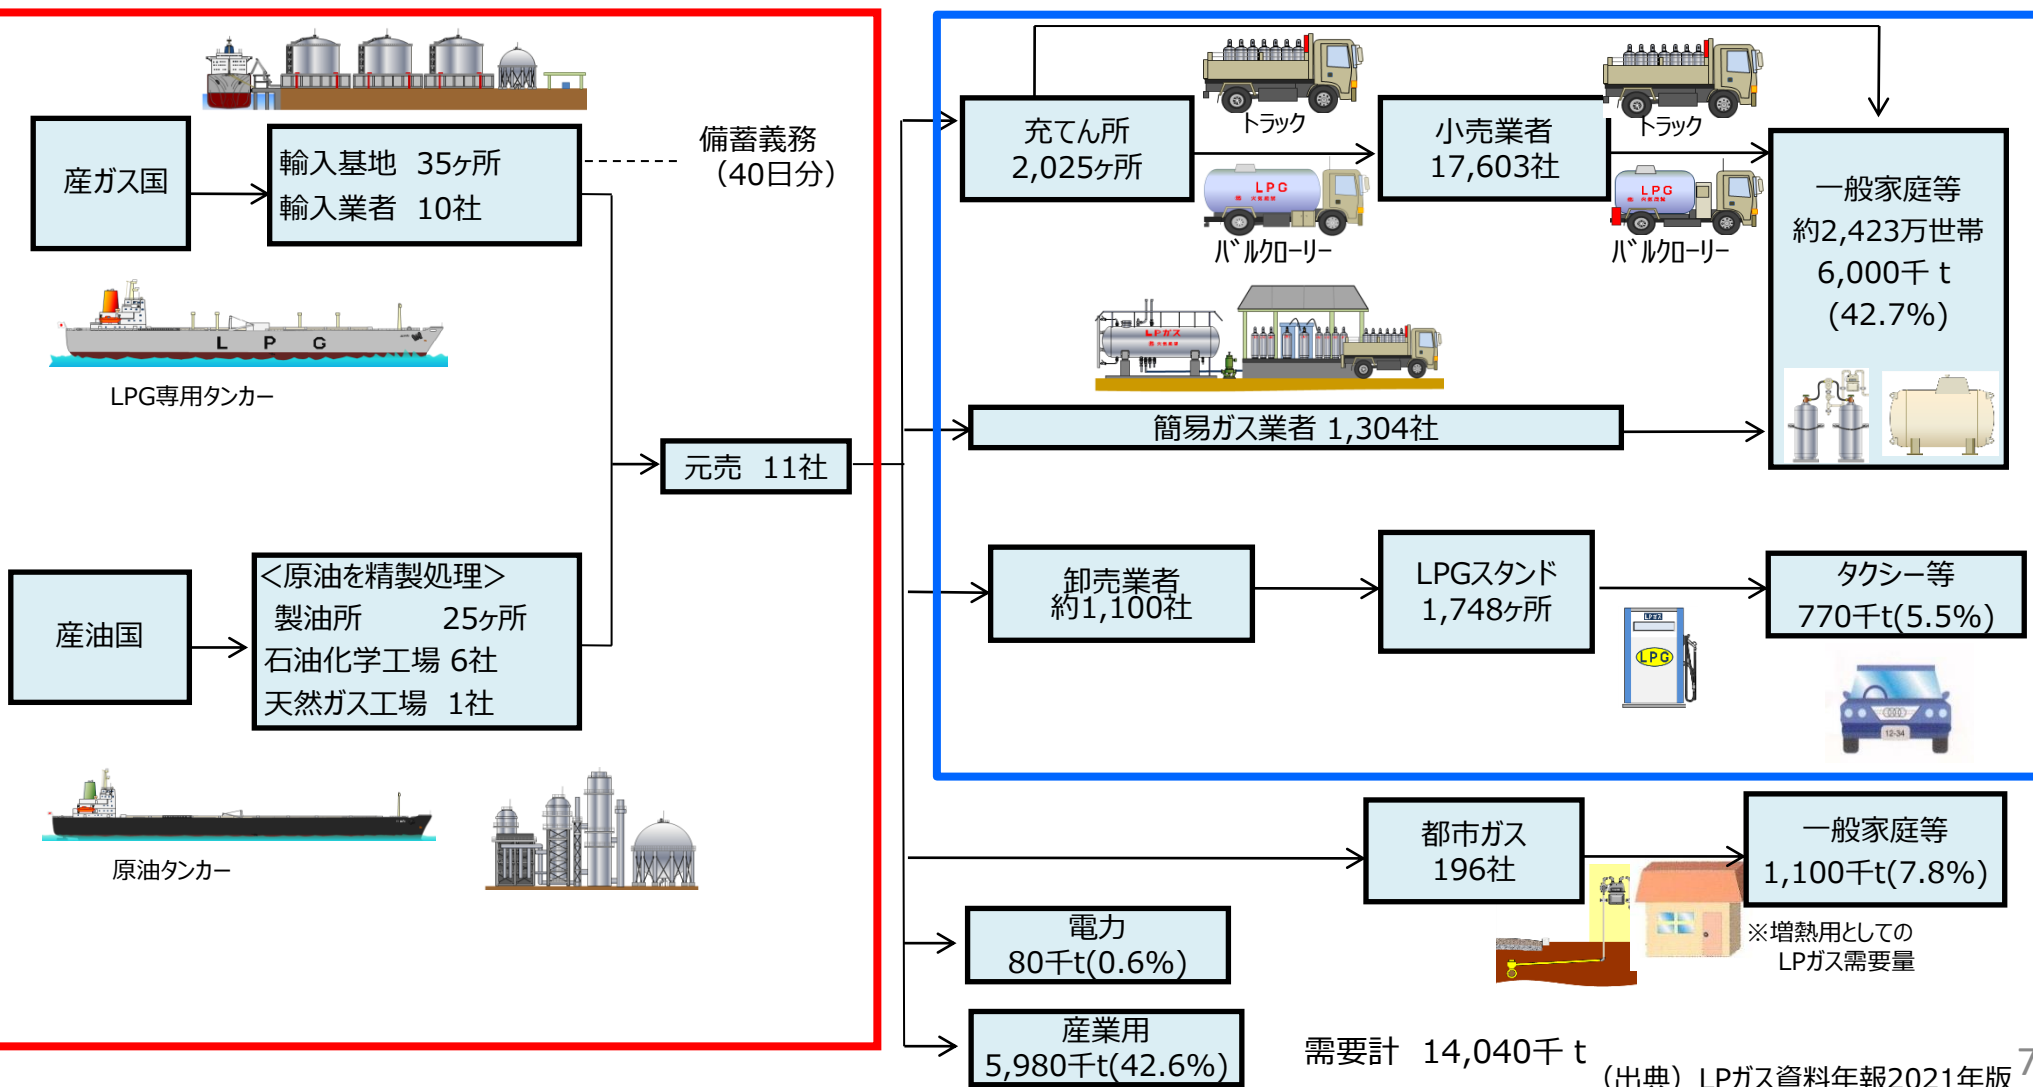 産ガス国
輸入基地 35ヶ所
輸入業者 10社
備蓄義務
（40日分）
LPG
LPG専用タンカー
元売 11社
産油国
＜原油を精製処理＞
製油所 25ヶ所
石油化学工場 6社
天然ガス工場 1社
原油タンカー
充てん所
2,025ヶ所
トラック
LPG
バルクローリー
小売業者
17,603社
トラック
LPG
バルクローリー
一般家庭等
約2,423万世帯
6,000千ｔ
(42.7%)
LPガス
簡易ガス業者 1,304社
卸売業者
約1,100社
LPGスタンド
1,748ヶ所
LPガス
LPG
タクシー等
770千t(5.5%)
12-34
都市ガス
196社
一般家庭等
1,100千t(7.8%)
※増熱用としての
LPガス需要量
電力
80千t(0.6%)
産業用
5,980千t(42.6%)
需要計 14,040千ｔ
（出典）LPガス資料年報2021年版
7